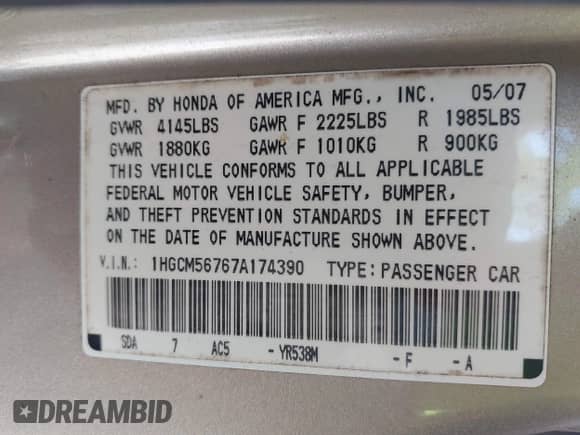 MFD. BY HONDA OF AMERICA MFG., INC. 05/07
GVWR 4145LBS GAWR F 2225LBS R 1985LBS
GVWR 1880KG GAWR F 1010KG R 900KG
THIS VEHICLE CONFORMS TO ALL APPLICABLE
FEDERAL MOTOR VEHICLE SAFETY, BUMPER,
AND THEFT PREVENTION STANDARDS IN EFFECT
ON THE DATE OF MANUFACTURE SHOWN ABOVE.
V.I.N.: 1HGCM56767A174390 TYPE: PASSENGER CAR
SDA 7 AC5 - YR538M - F - A
DREAMBID